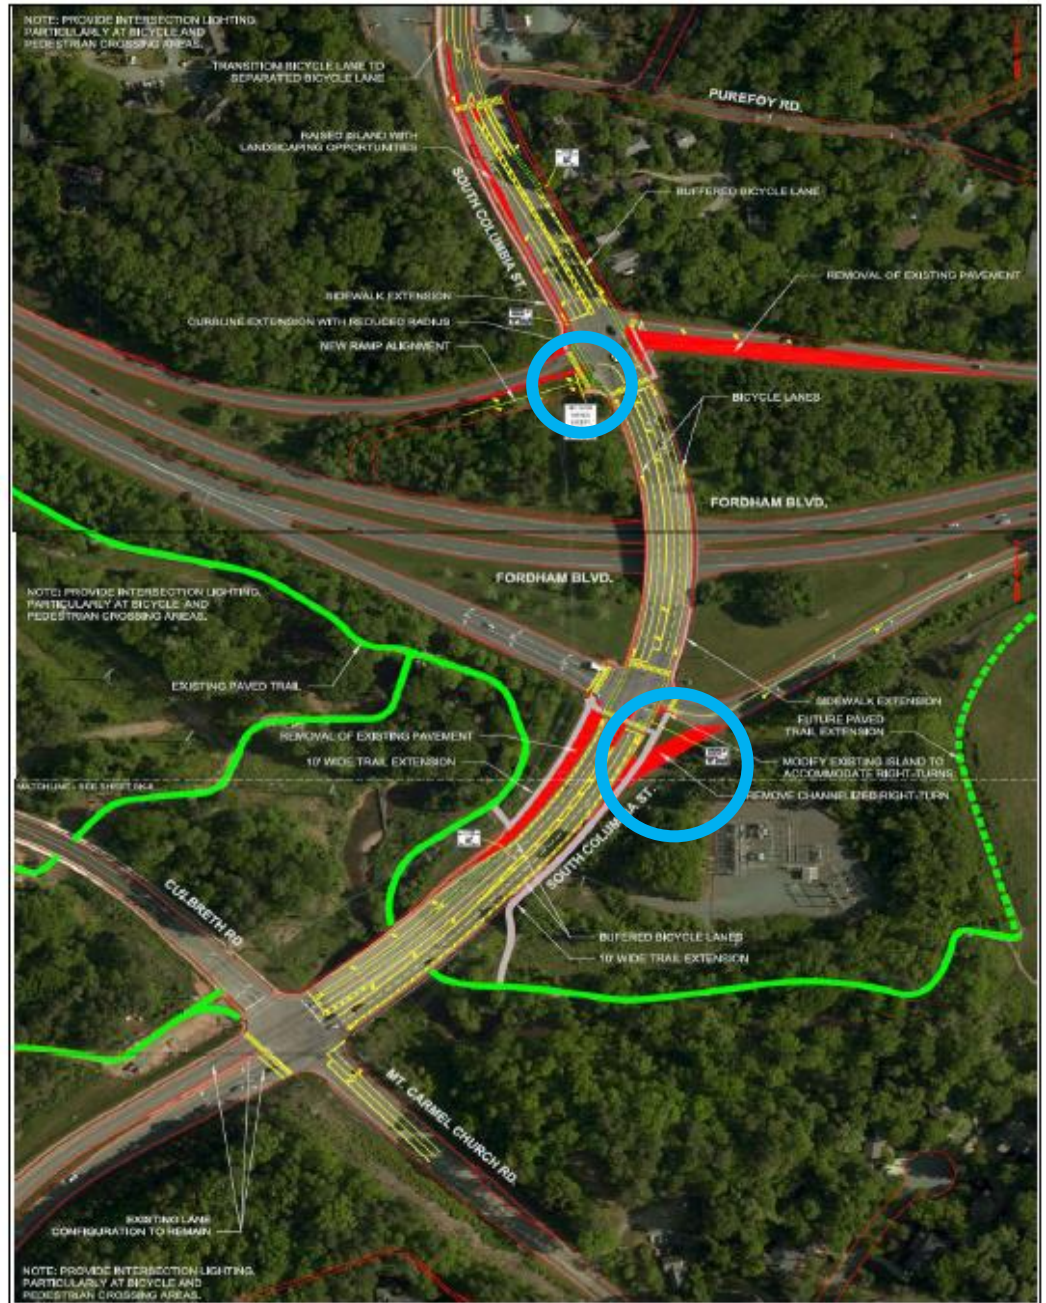 NOTE: PROVIDE INTERSECTION LIGHTING
PARTICULARLY AT BICYCLE AND
PEDESTRIAN CROSSING AREAS.
TRANSITION BICYCLE LANE TO
SEPARATED BICYCLE LANE
PUREFOY RD.
RAISED ISLAND WITH
LANDSCAPING OPPORTUNITIES
SOUTH COLUMBIA ST.
BUFFERED BICYCLE LANE
REMOVAL OF EXISTING PAVEMENT
SIDEWALK EXTENSION
CURBLINE EXTENSION WITH REDUCED RADIUS
NEW RAMP ALIGNMENT
BICYCLE LANES
FORDHAM BLVD.
FORDHAM BLVD.
NOTE: PROVIDE INTERSECTION LIGHTING
PARTICULARLY AT BICYCLE AND
PEDESTRIAN CROSSING AREAS.
EXISTING PAVED TRAIL
SIDEWALK EXTENSION
FUTURE PAVED
TRAIL EXTENSION
REMOVAL OF EXISTING PAVEMENT
10' WIDE TRAIL EXTENSION
MODIFY EXISTING ISLAND TO
ACCOMMODATE RIGHT-TURNS
REMOVE CHANNELIZED RIGHT-TURN
MATCHLINE - SEE SHEET
SOUTH COLUMBIA ST.
CULBRETH RD
BUFERED BICYCLE LANES
10' WIDE TRAIL EXTENSION
MT. CARMEL CHURCH RD.
EXISTING LANE
CONFIGURATION TO REMAIN
NOTE: PROVIDE INTERSECTION LIGHTING
PARTICULARLY AT BICYCLE AND
PEDESTRIAN CROSSING AREAS.